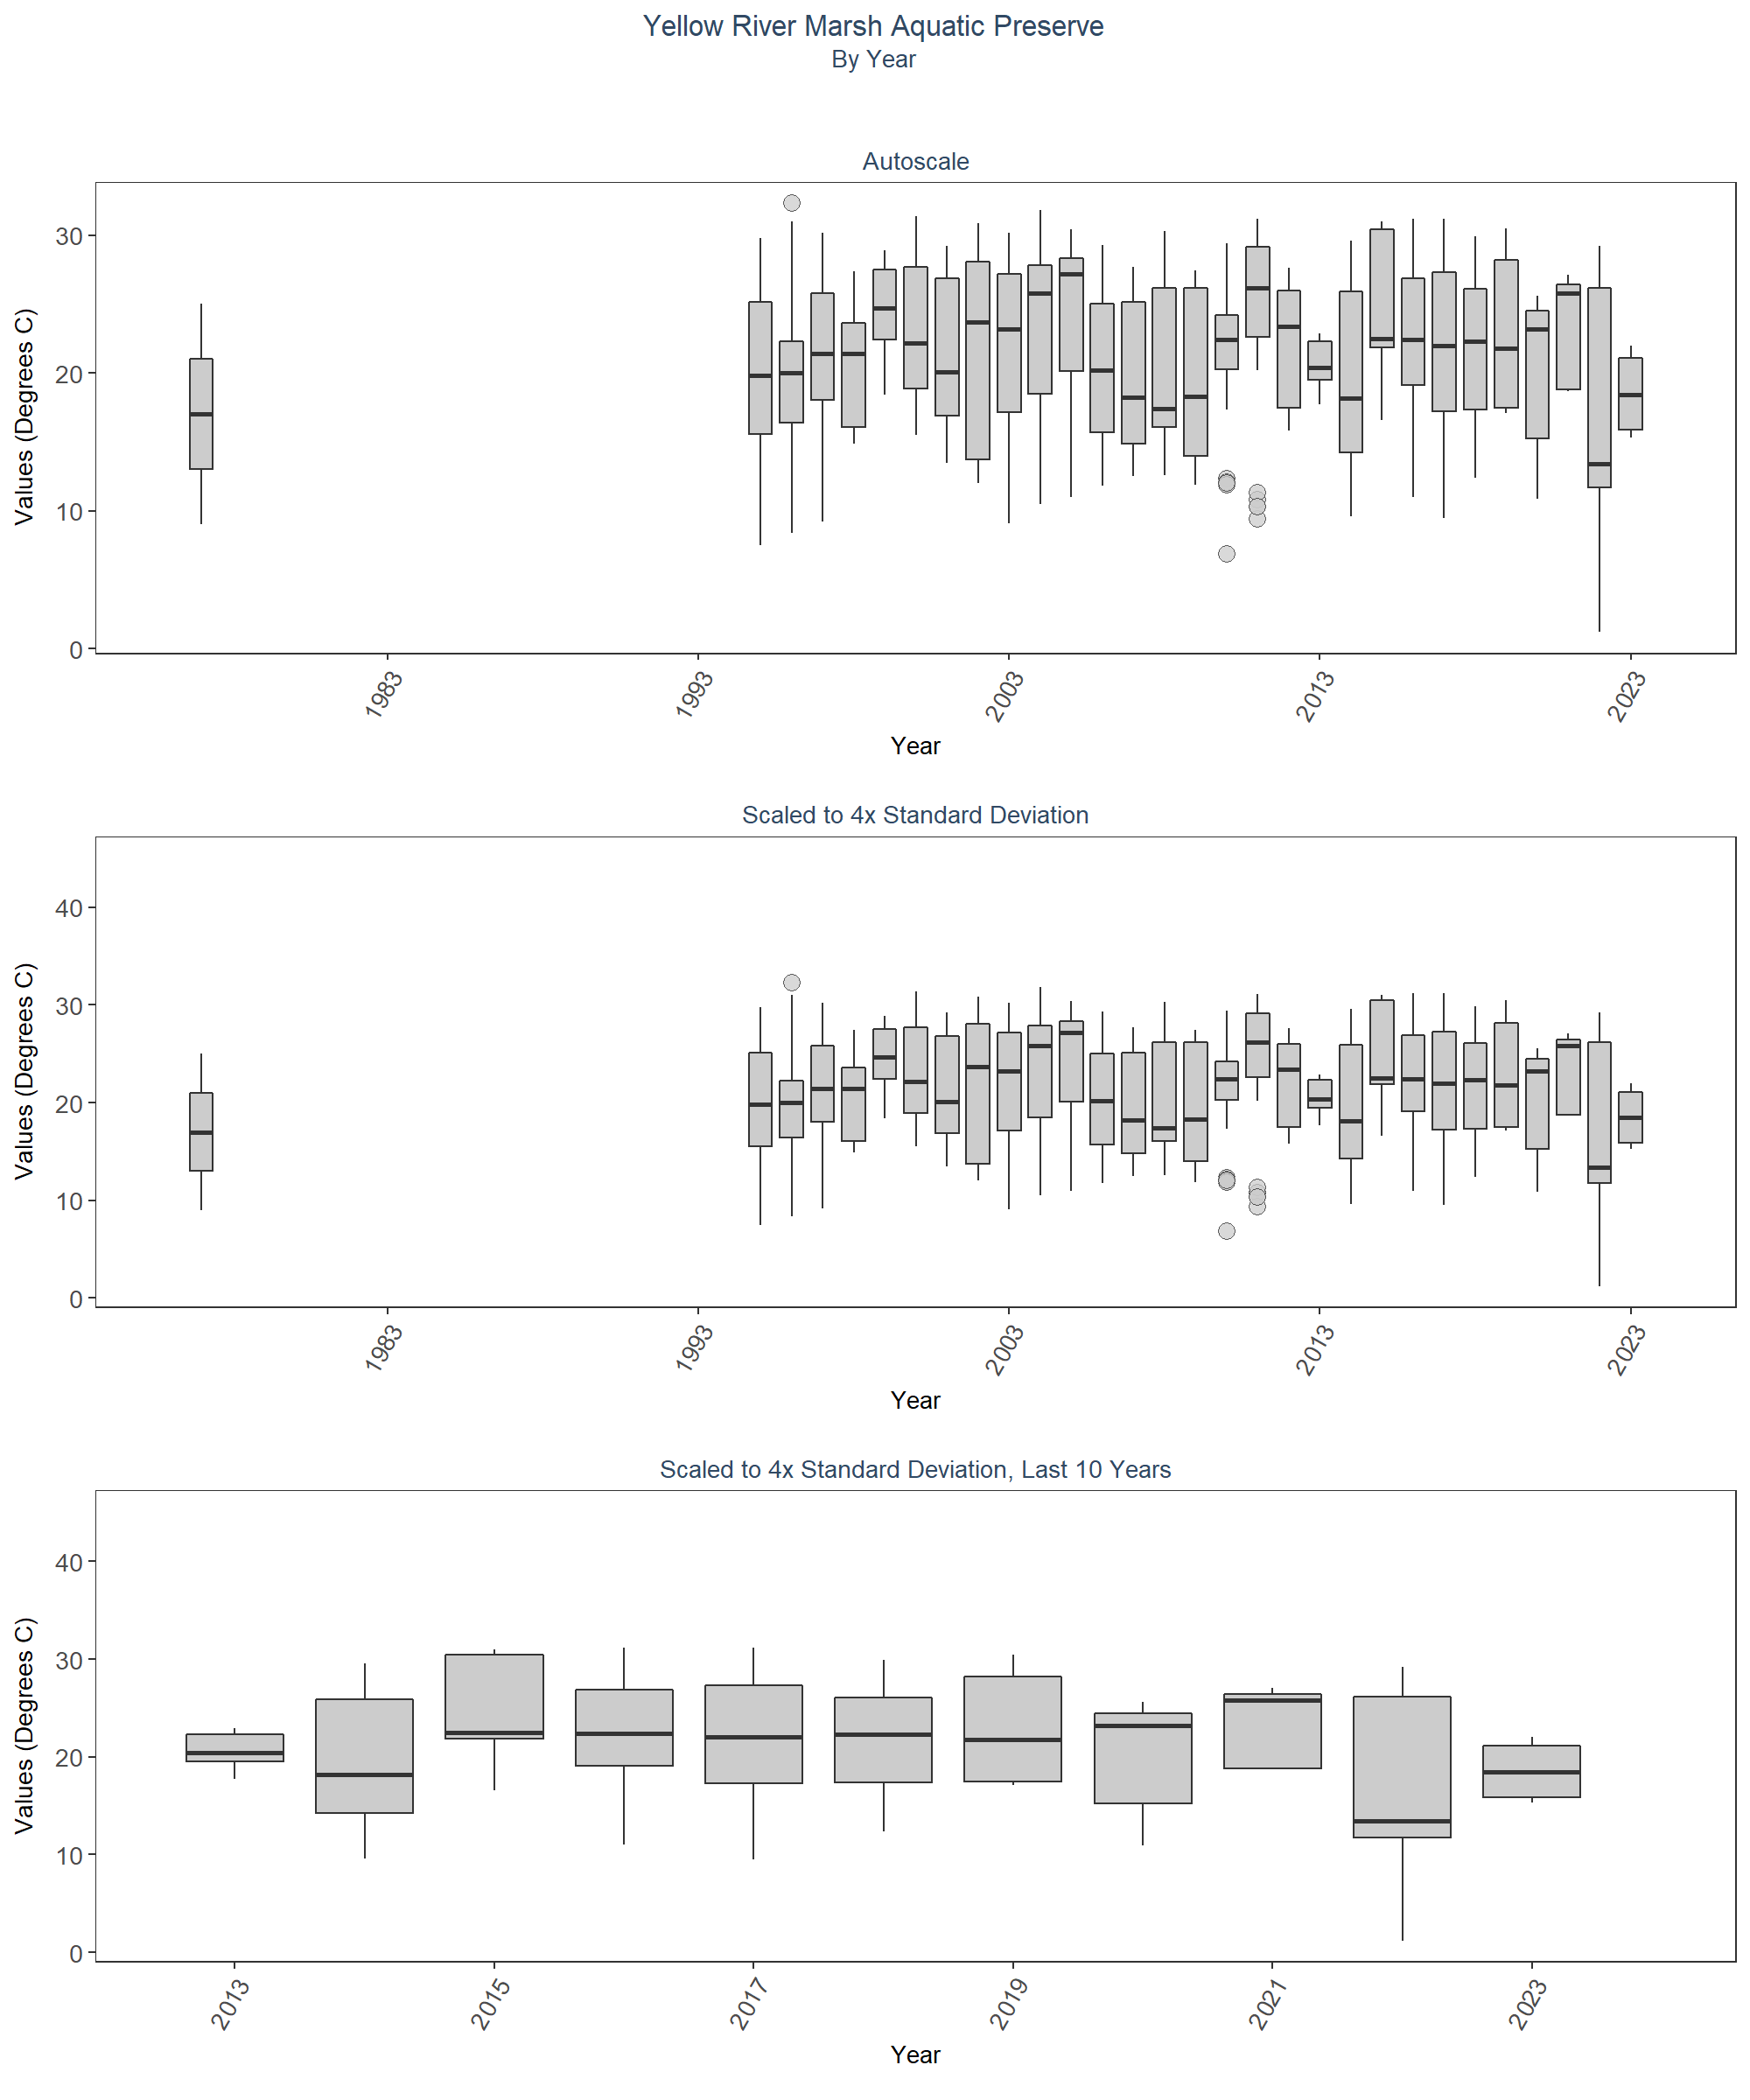 Yellow River Marsh Aquatic Preserve
By Year
Autoscale
Values (Degrees C)
30
20
10
0
1983
1993
2003
2013
2023
Year
Scaled to 4x Standard Deviation
Values (Degrees C)
40
30
20
10
0
1983
1993
2003
2013
2023
Year
Scaled to 4x Standard Deviation, Last 10 Years
Values (Degrees C)
40
30
20
10
0
2013
2015
2017
2019
2021
2023
Year